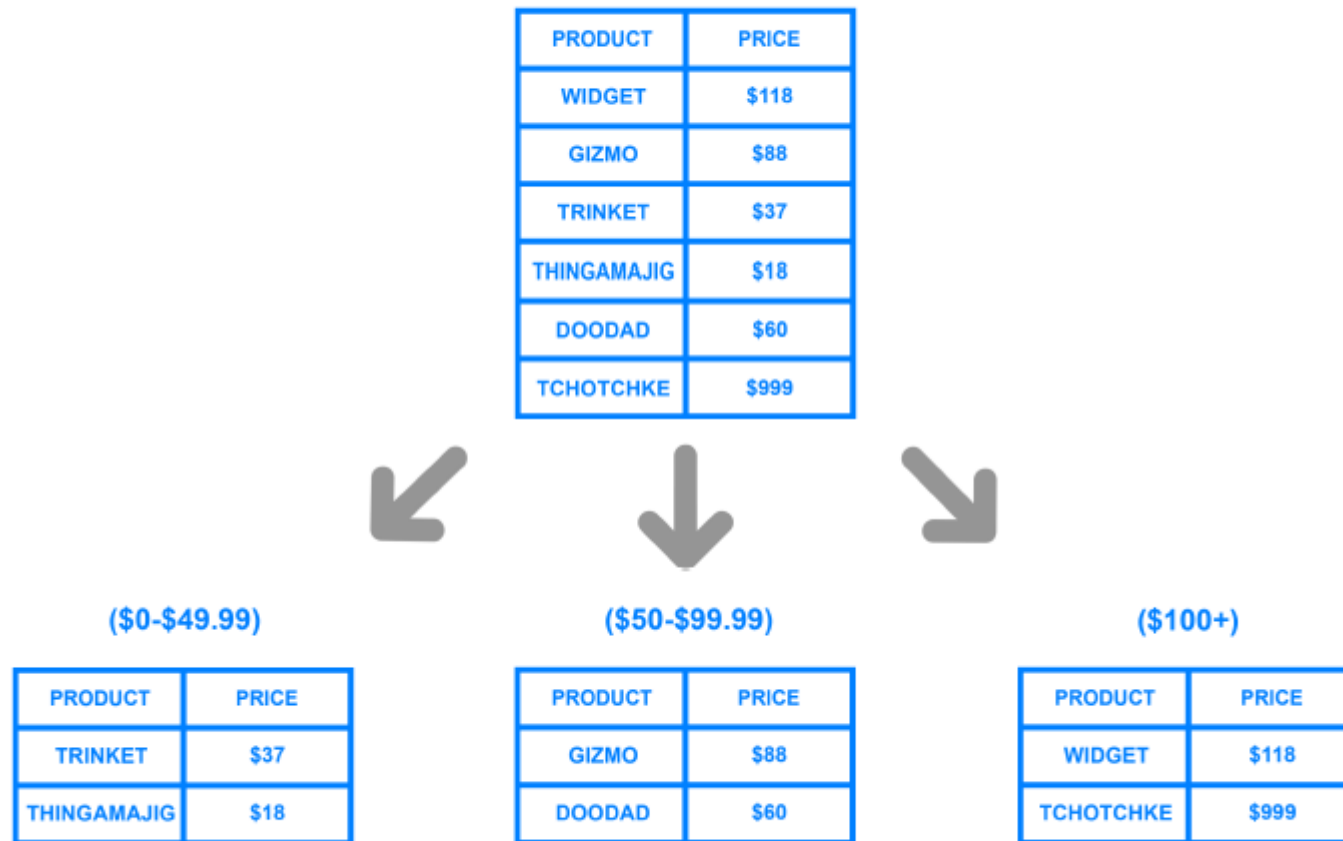 PRODUCT PRICE
WIDGET $118
GIZMO $88
TRINKET $37
THINGAMAJIG $18
DOODAD $60
TCHOTCHKE $999
($0-$49.99)
PRODUCT PRICE
TRINKET $37
THINGAMAJIG $18
($50-$99.99)
PRODUCT PRICE
GIZMO $88
DOODAD $60
($100+)
PRODUCT PRICE
WIDGET $118
TCHOTCHKE $999